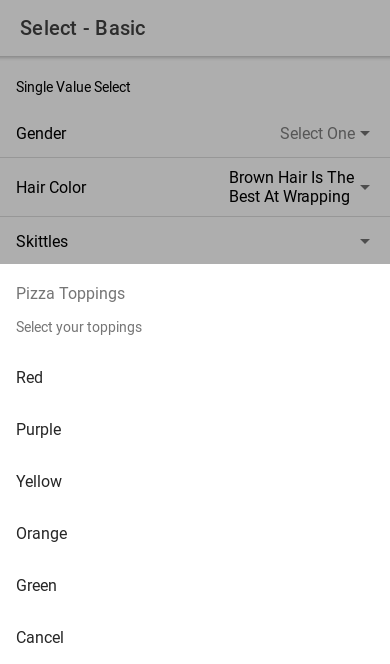 Select - Basic
Single Value Select
Gender
Select One
Hair Color
Brown Hair Is The
Best At Wrapping
Skittles
Pizza Toppings
Select your toppings
Red
Purple
Yellow
Orange
Green
Cancel